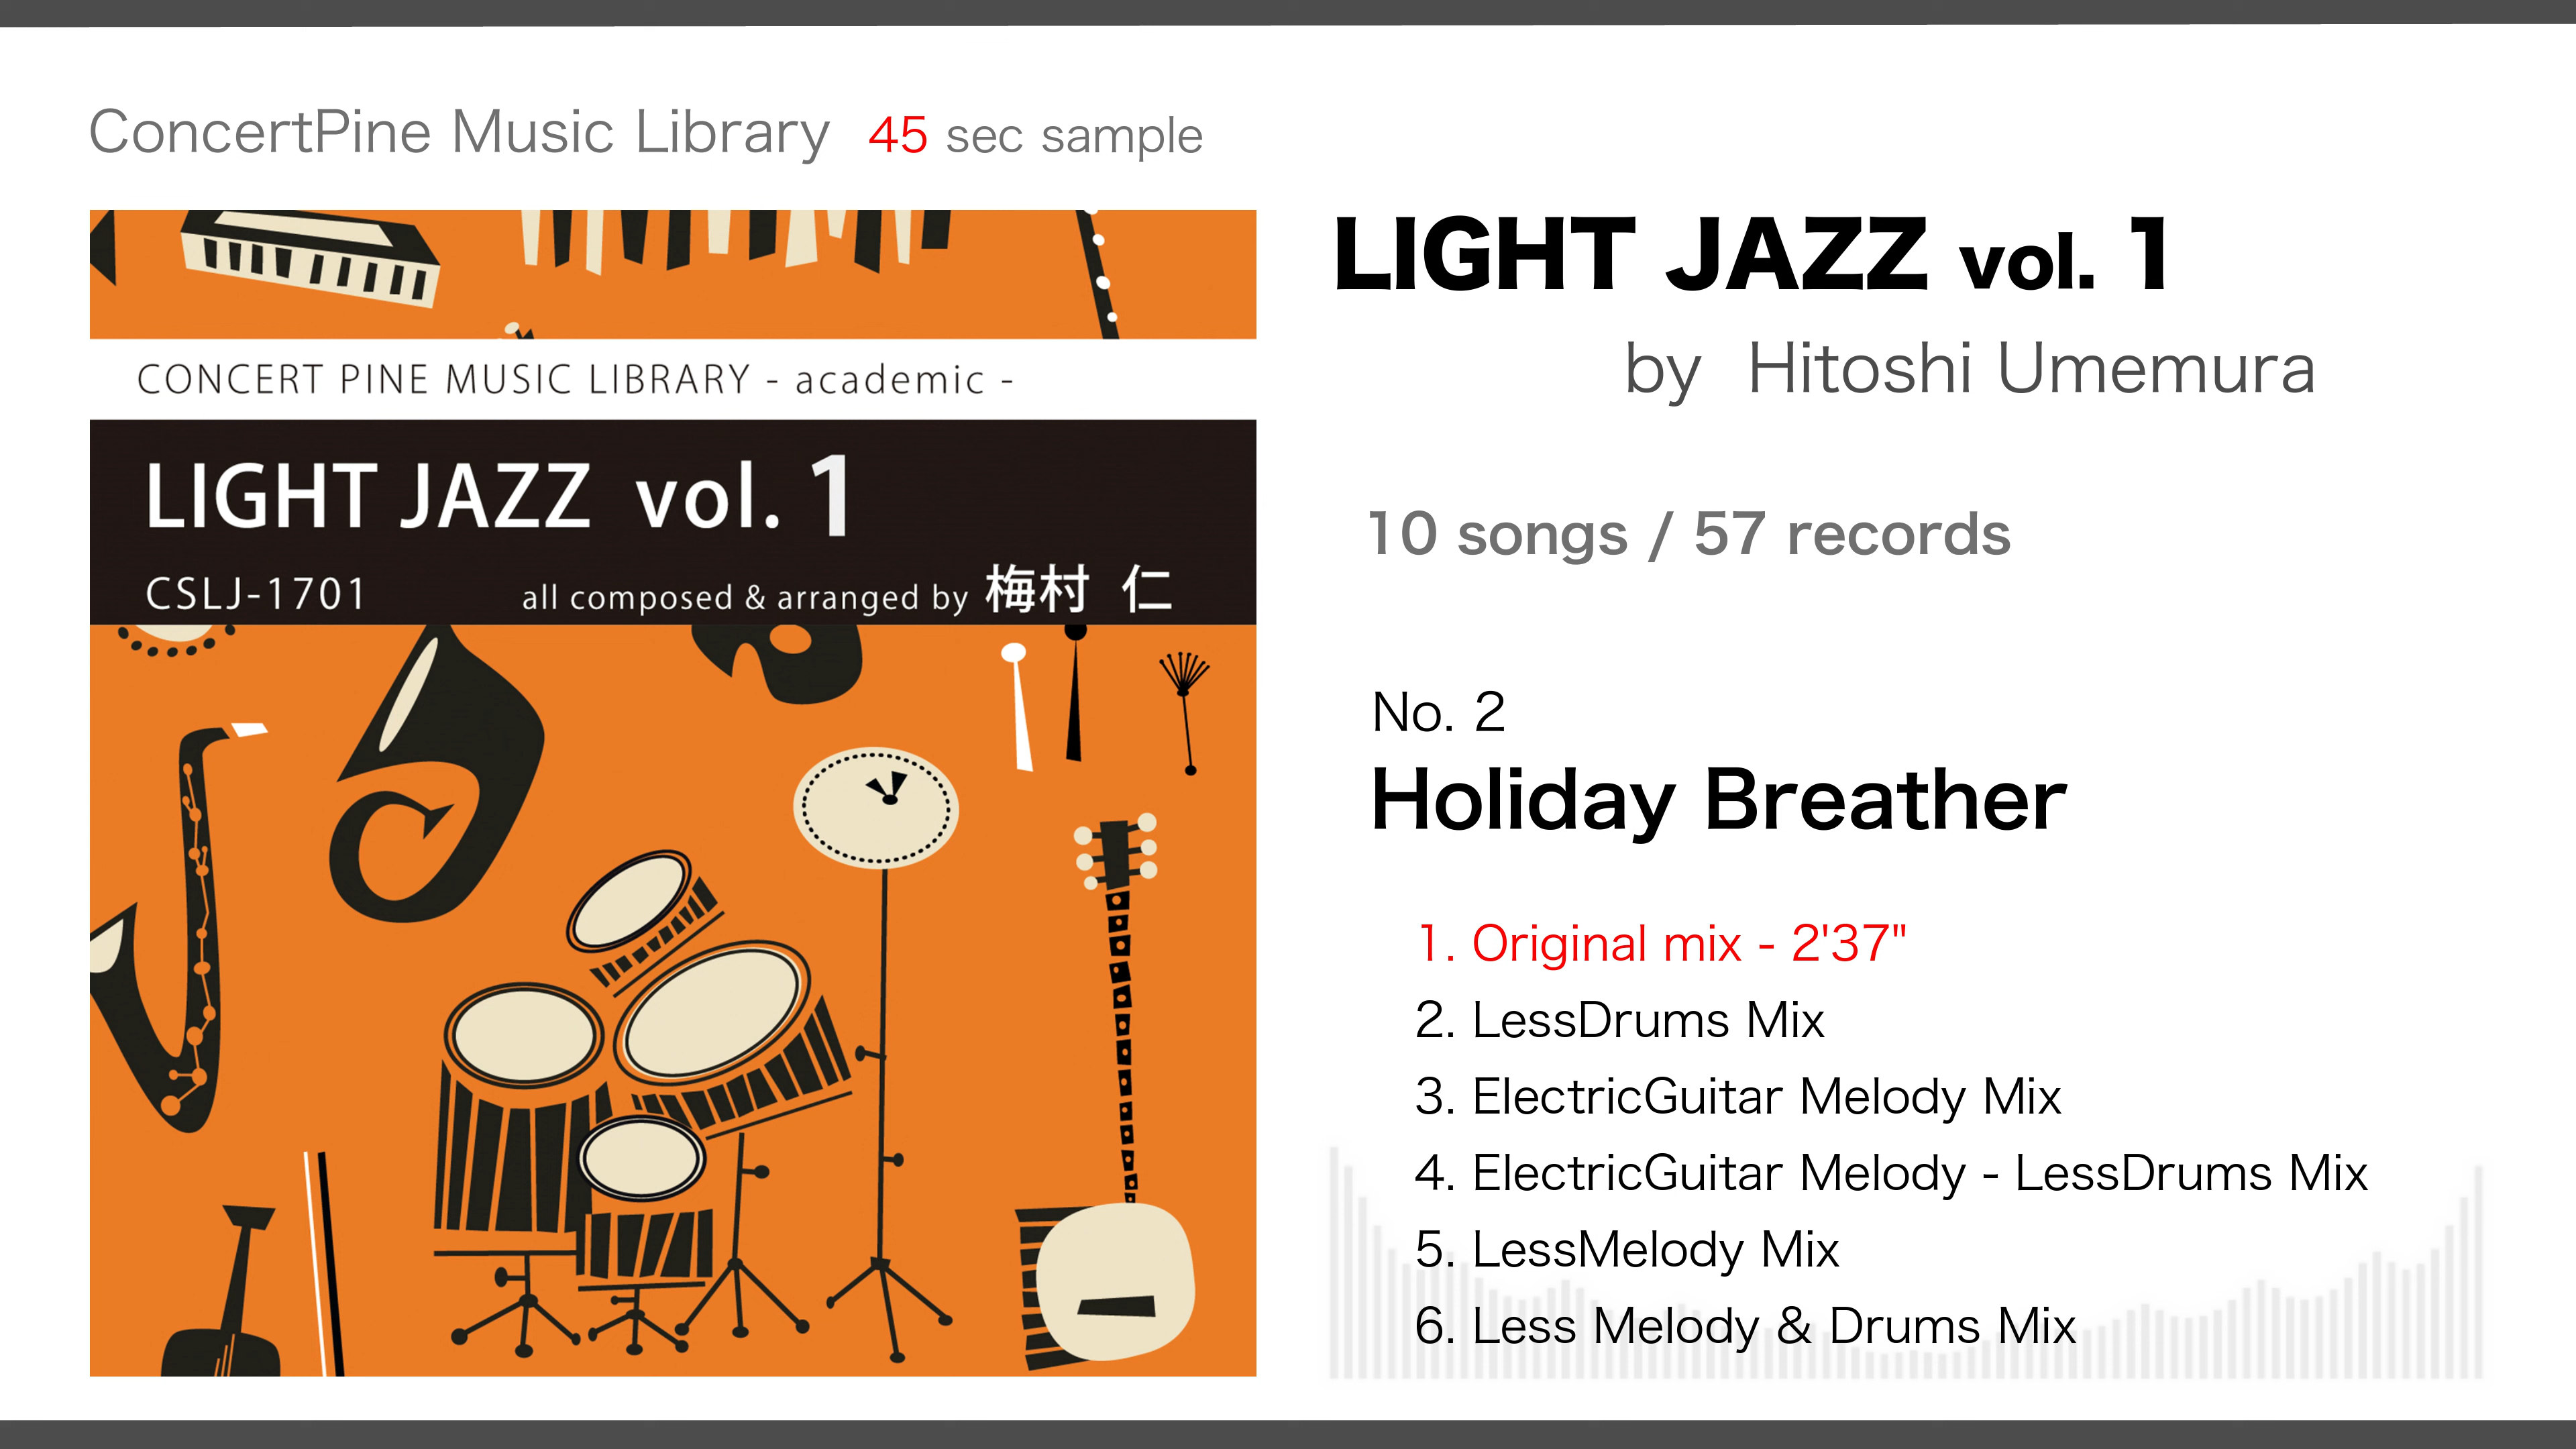 ConcertPine Music Library 45 sec sample
CONCERT PINE MUSIC LIBRARY - academic -
LIGHT JAZZ vol. 1
CSLJ-1701 all composed & arranged by 梅村 仁
LIGHT JAZZ vol. 1
by Hitoshi Umemura
10 songs / 57 records
No. 2
Holiday Breather
1. Original mix - 2'37"
2. LessDrums Mix
3. ElectricGuitar Melody Mix
4. ElectricGuitar Melody - LessDrums Mix
5. LessMelody Mix
6. Less Melody & Drums Mix